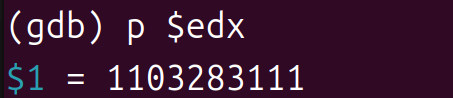 (gdb) p $edx
$1 = 1103283111